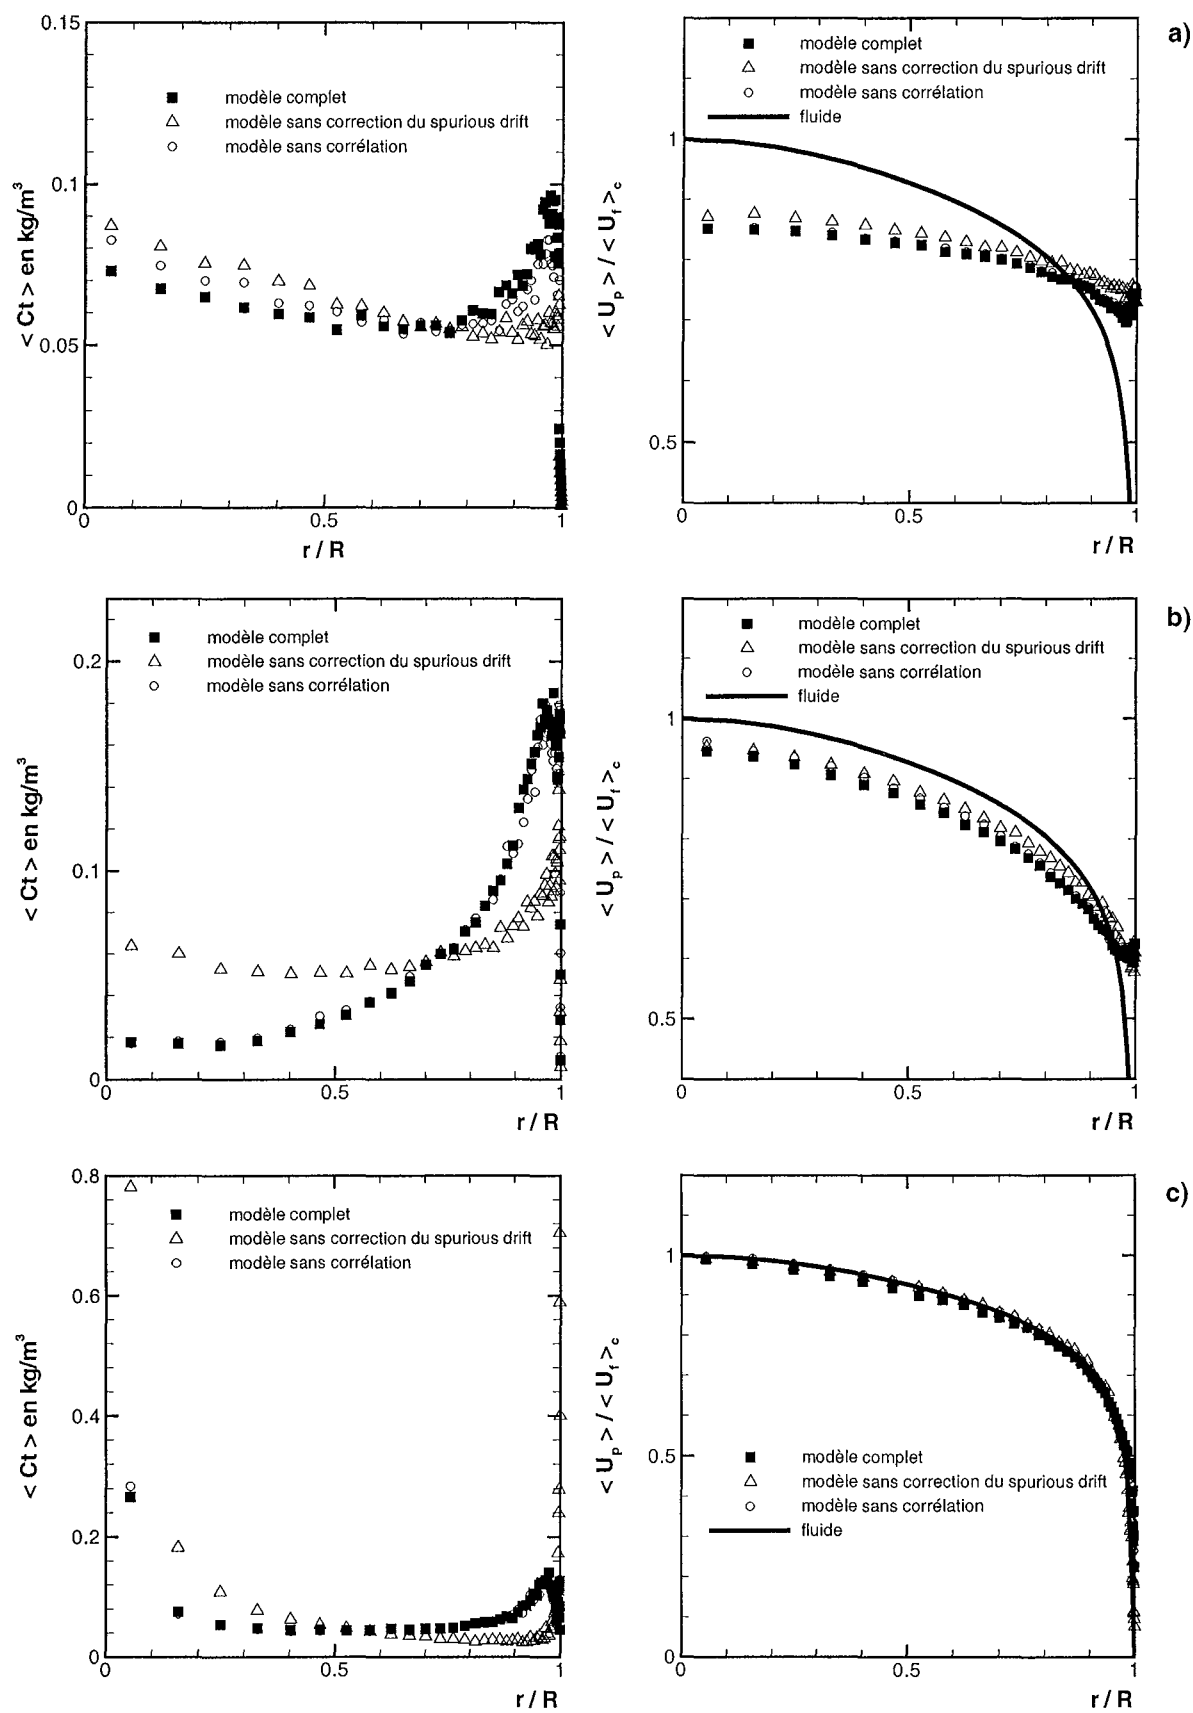 a)
0.15
modèle complet
modèle sans correction du spurious drift
modèle sans corrélation
0.1
0.05
0
0
0.5
1
< Ct > en kg/m³
r / R
modèle complet
modèle sans correction du spurious drift
modèle sans corrélation
fluide
1
0.5
0
0.5
1
< U_p > / < U_f >_c
r / R
b)
modèle complet
modèle sans correction du spurious drift
modèle sans corrélation
0.2
0.1
0
0
0.5
1
< Ct > en kg/m³
r / R
modèle complet
modèle sans correction du spurious drift
modèle sans corrélation
fluide
1
0.5
0
0.5
1
< U_p > / < U_f >_c
r / R
c)
0.8
modèle complet
modèle sans correction du spurious drift
modèle sans corrélation
0.6
0.4
0.2
0
0
0.5
1
< Ct > en kg/m³
r / R
1
0.5
modèle complet
modèle sans correction du spurious drift
modèle sans corrélation
fluide
0
0
0.5
1
< U_p > / < U_f >_c
r / R